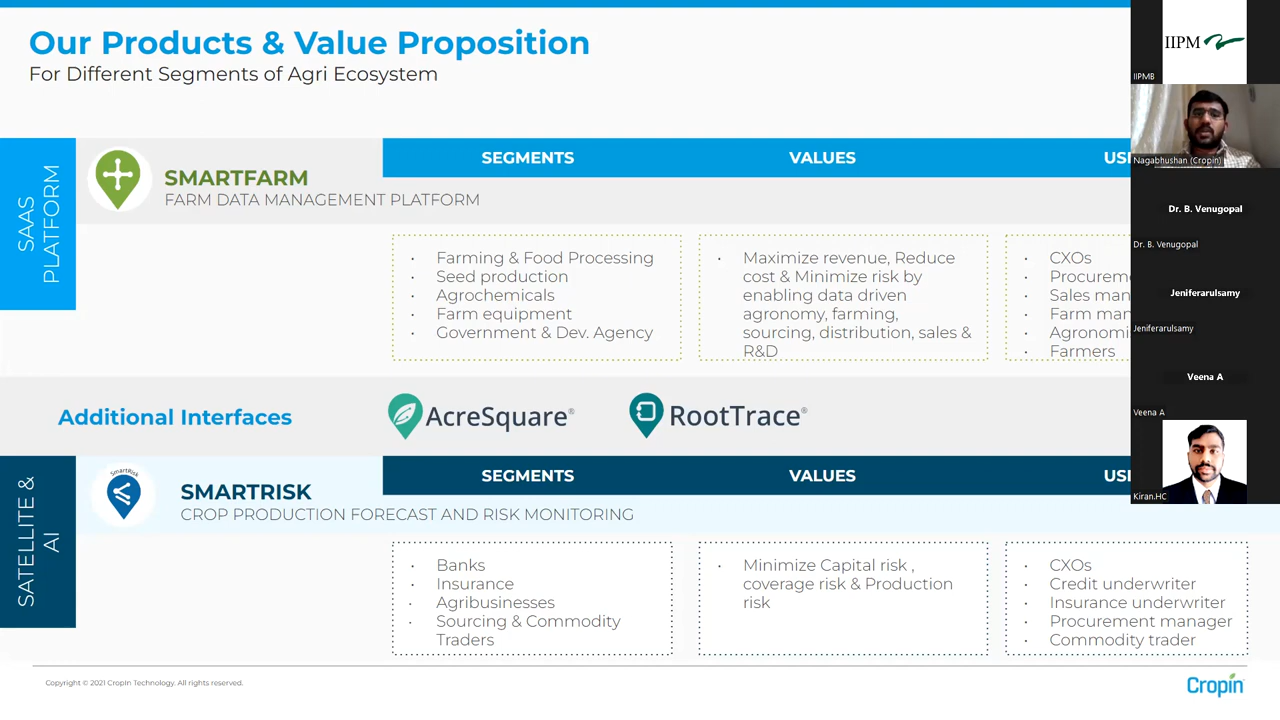 Our Products & Value Proposition
For Different Segments of Agri Ecosystem
SAAS
PLATFORM
SMARTFARM
FARM DATA MANAGEMENT PLATFORM
SEGMENTS
VALUES
• Farming & Food Processing
• Seed production
• Agrochemicals
• Farm equipment
• Government & Dev. Agency
• Maximize revenue, Reduce
cost & Minimize risk by
enabling data driven
agronomy, farming,
sourcing, distribution, sales &
R&D
• CXOs
• Farmers
Additional Interfaces
AcreSquare®
RootTrace®
SATELLITE &
AI
SmartRisk
SMARTRISK
CROP PRODUCTION FORECAST AND RISK MONITORING
SEGMENTS
VALUES
• Banks
• Insurance
• Agribusinesses
• Sourcing & Commodity
Traders
• Minimize Capital risk ,
coverage risk & Production
risk
• CXOs
• Credit underwriter
• Insurance underwriter
• Procurement manager
• Commodity trader
Copyright © 2021 CropIn Technology. All rights reserved.
Cropin
IIPM
IIPMB
Nagabhushan (Cropin)
Dr. B. Venugopal
Dr. B. Venugopal
Jeniferarulsamy
Jeniferarulsamy
Veena A
Veena A
Kiran.HC